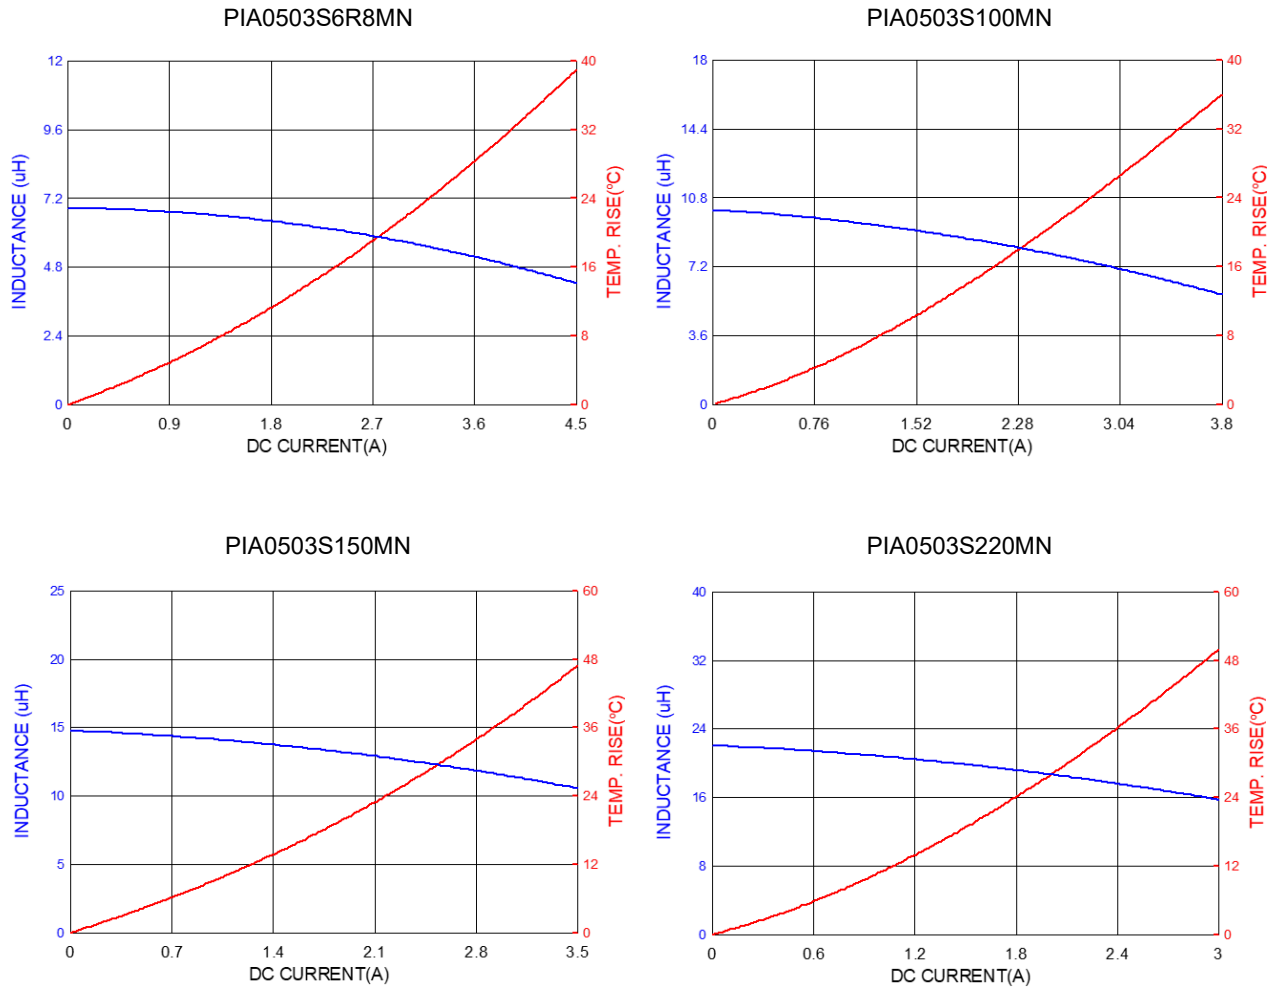 PIA0503S6R8MN
12
9.6
7.2
4.8
2.4
0
INDUCTANCE (uH)
40
32
24
16
8
0
TEMP. RISE(ºC)
0 0.9 1.8 2.7 3.6 4.5
DC CURRENT(A)
PIA0503S100MN
18
14.4
10.8
7.2
3.6
0
INDUCTANCE (uH)
40
32
24
16
8
0
TEMP. RISE(ºC)
0 0.76 1.52 2.28 3.04 3.8
DC CURRENT(A)
PIA0503S150MN
25
20
15
10
5
0
INDUCTANCE (uH)
60
48
36
24
12
0
TEMP. RISE(ºC)
0 0.7 1.4 2.1 2.8 3.5
DC CURRENT(A)
PIA0503S220MN
40
32
24
16
8
0
INDUCTANCE (uH)
60
48
36
24
12
0
TEMP. RISE(ºC)
0 0.6 1.2 1.8 2.4 3
DC CURRENT(A)